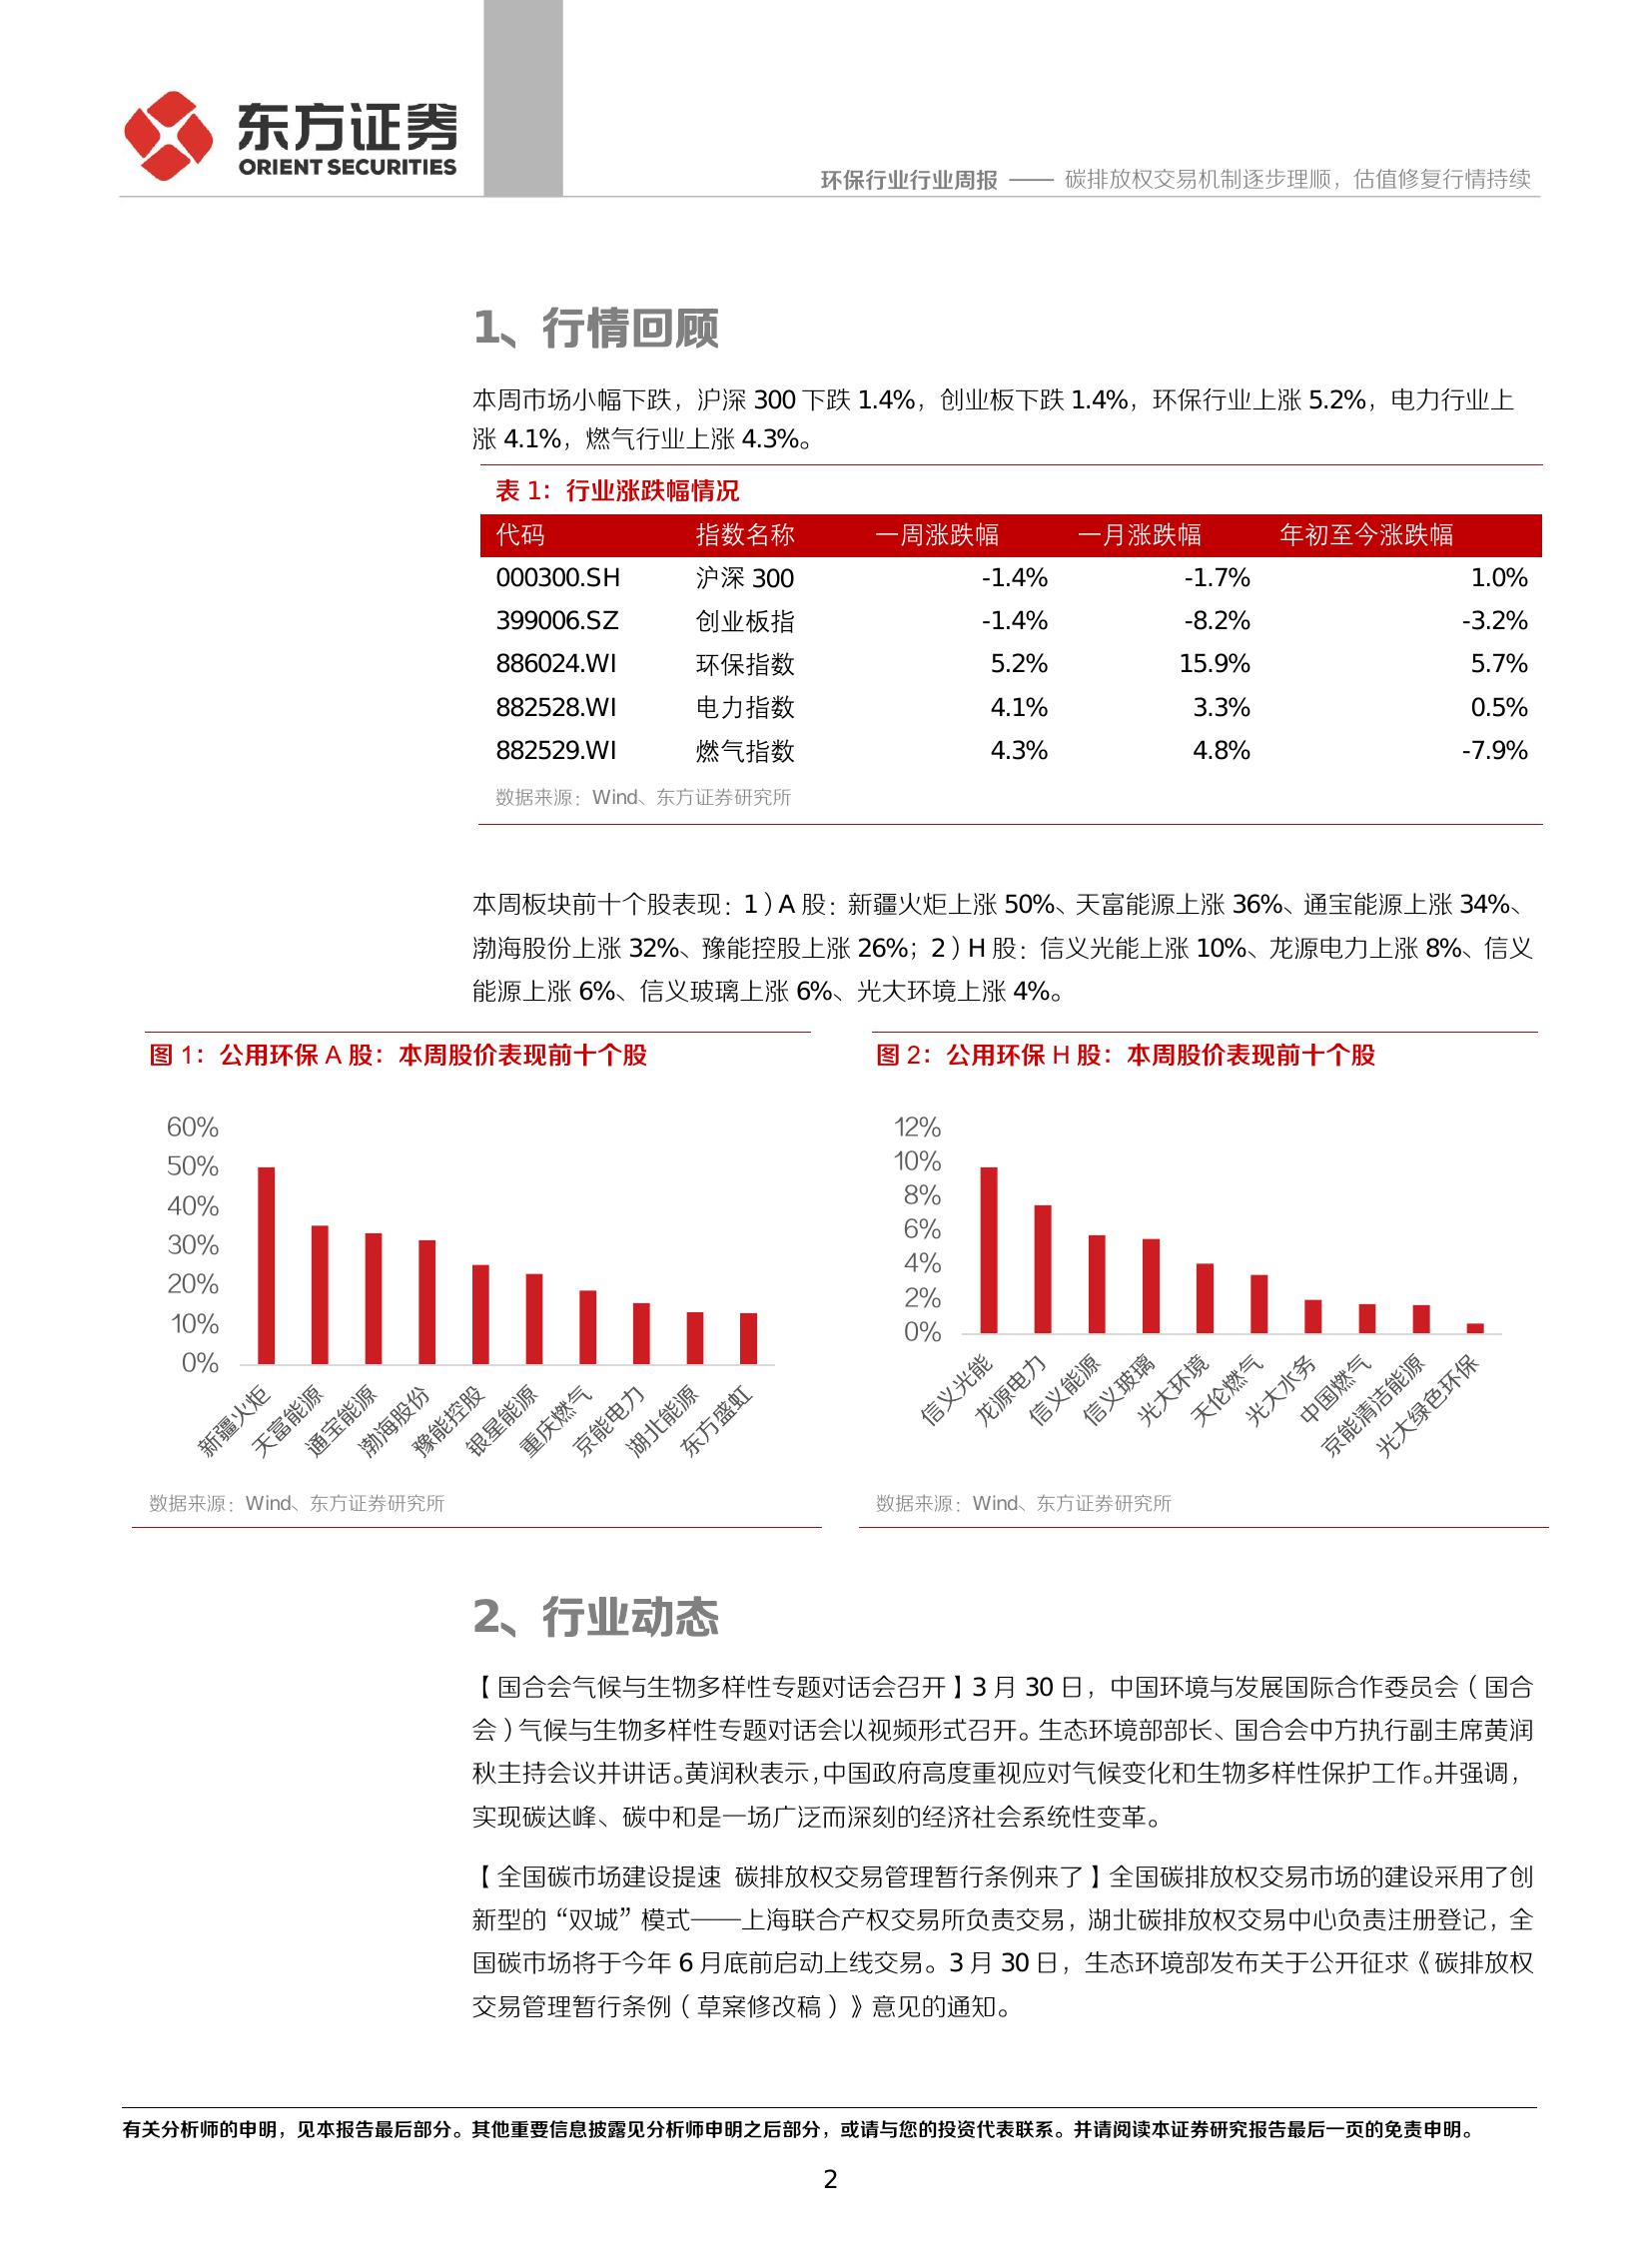 东方证券
ORIENT SECURITIES
环保行业行业周报 —— 碳排放权交易机制逐步理顺，估值修复行情持续
1、行情回顾
本周市场小幅下跌，沪深 300 下跌 1.4%，创业板下跌 1.4%，环保行业上涨 5.2%，电力行业上
涨 4.1%，燃气行业上涨 4.3%。
表 1：行业涨跌幅情况
代码 指数名称 一周涨跌幅 一月涨跌幅 年初至今涨跌幅
000300.SH 沪深 300 -1.4% -1.7% 1.0%
399006.SZ 创业板指 -1.4% -8.2% -3.2%
886024.WI 环保指数 5.2% 15.9% 5.7%
882528.WI 电力指数 4.1% 3.3% 0.5%
882529.WI 燃气指数 4.3% 4.8% -7.9%
数据来源：Wind、东方证券研究所
本周板块前十个股表现：1）A 股：新疆火炬上涨 50%、天富能源上涨 36%、通宝能源上涨 34%、
渤海股份上涨 32%、豫能控股上涨 26%；2）H 股：信义光能上涨 10%、龙源电力上涨 8%、信义
能源上涨 6%、信义玻璃上涨 6%、光大环境上涨 4%。
图 1：公用环保 A 股：本周股价表现前十个股
60%
50%
40%
30%
20%
10%
0%
新疆火炬
天富能源
通宝能源
渤海股份
豫能控股
银星能源
重庆燃气
京能电力
湖北能源
东方盛虹
数据来源：Wind、东方证券研究所
图 2：公用环保 H 股：本周股价表现前十个股
12%
10%
8%
6%
4%
2%
0%
信义光能
龙源电力
信义能源
信义玻璃
光大环境
天伦燃气
光大水务
中国燃气
京能清洁能源
光大绿色环保
数据来源：Wind、东方证券研究所
2、行业动态
【国合会气候与生物多样性专题对话会召开】3 月 30 日，中国环境与发展国际合作委员会（国合
会）气候与生物多样性专题对话会以视频形式召开。生态环境部部长、国合会中方执行副主席黄润
秋主持会议并讲话。黄润秋表示，中国政府高度重视应对气候变化和生物多样性保护工作。并强调，
实现碳达峰、碳中和是一场广泛而深刻的经济社会系统性变革。
【全国碳市场建设提速 碳排放权交易管理暂行条例来了】全国碳排放权交易市场的建设采用了创
新型的“双城”模式——上海联合产权交易所负责交易，湖北碳排放权交易中心负责注册登记，全
国碳市场将于今年 6 月底前启动上线交易。3 月 30 日，生态环境部发布关于公开征求《碳排放权
交易管理暂行条例（草案修改稿）》意见的通知。
有关分析师的申明，见本报告最后部分。其他重要信息披露见分析师申明之后部分，或请与您的投资代表联系。并请阅读本证券研究报告最后一页的免责申明。
2